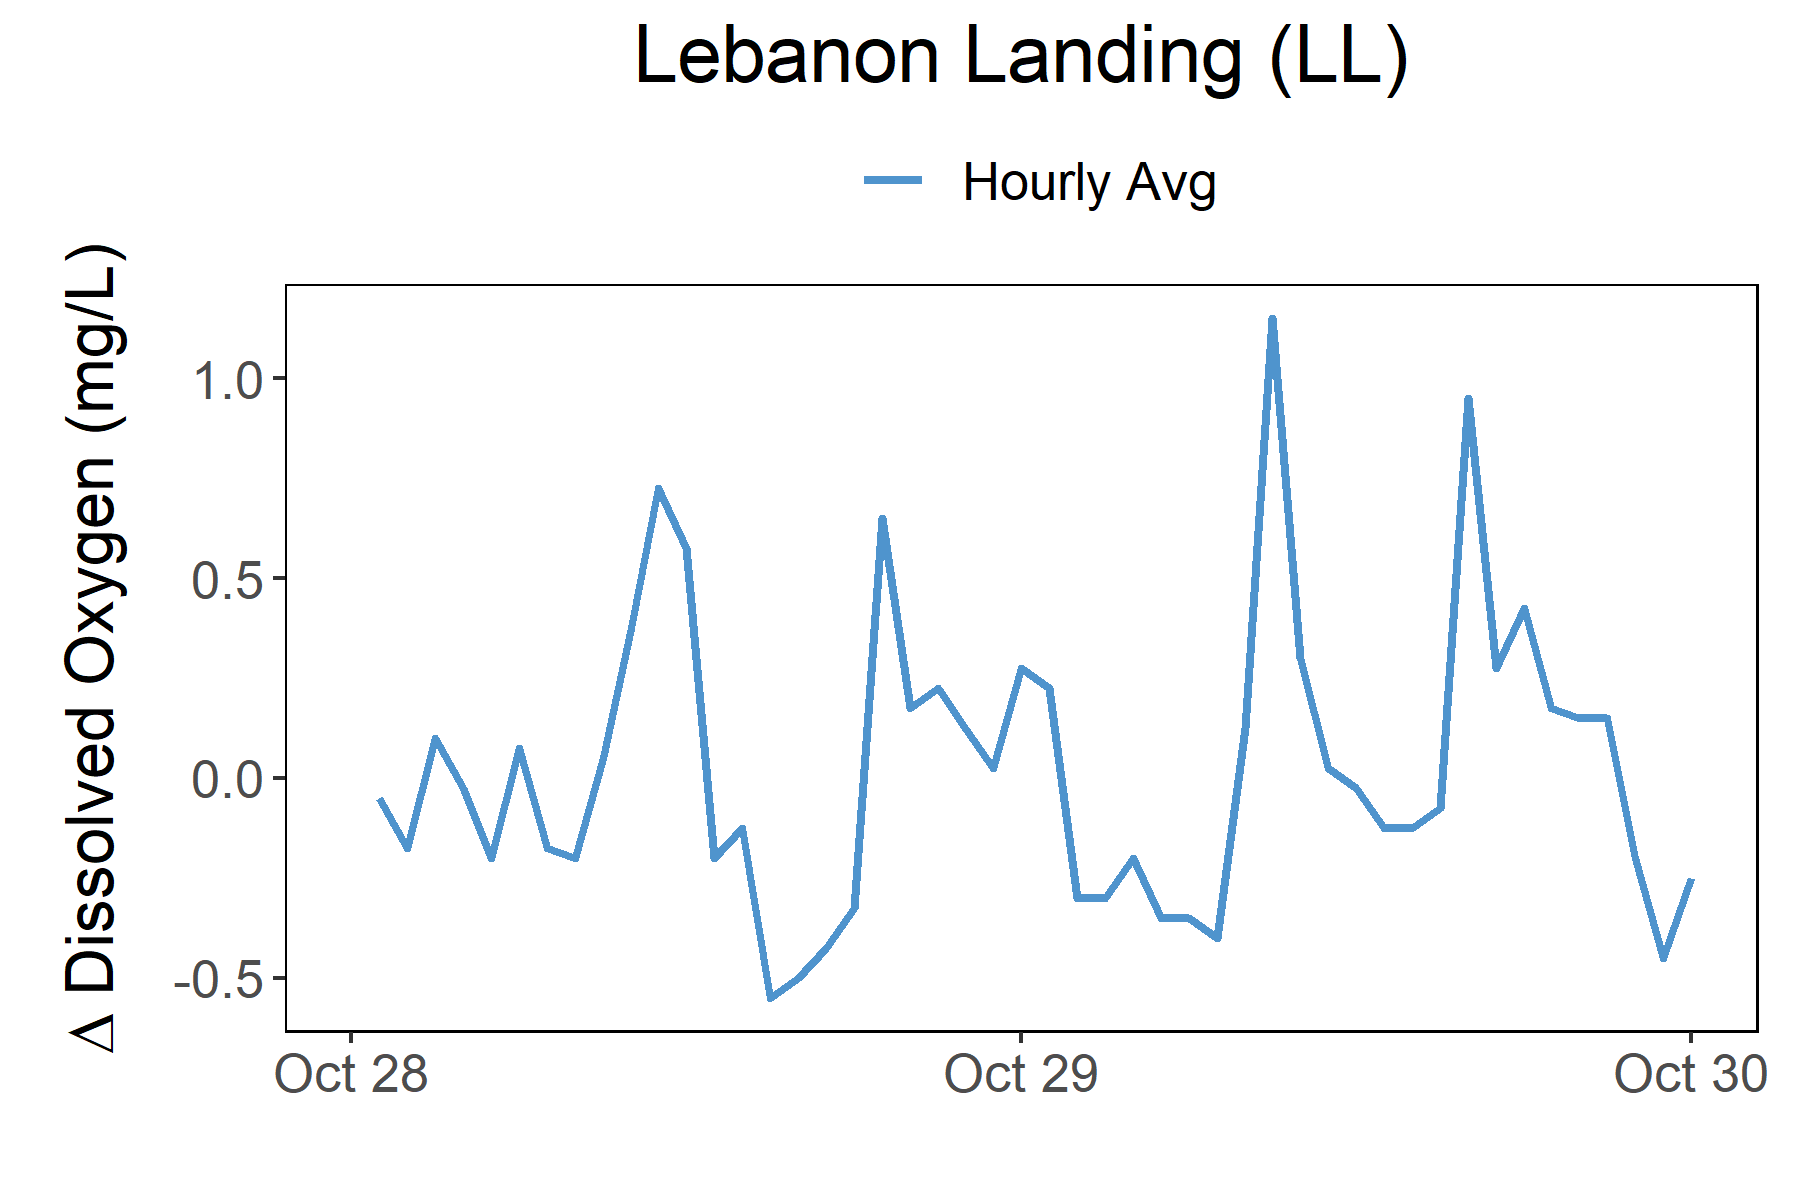 Lebanon Landing (LL)
Hourly Avg
Δ Dissolved Oxygen (mg/L)
1.0
0.5
0.0
-0.5
Oct 28
Oct 29
Oct 30